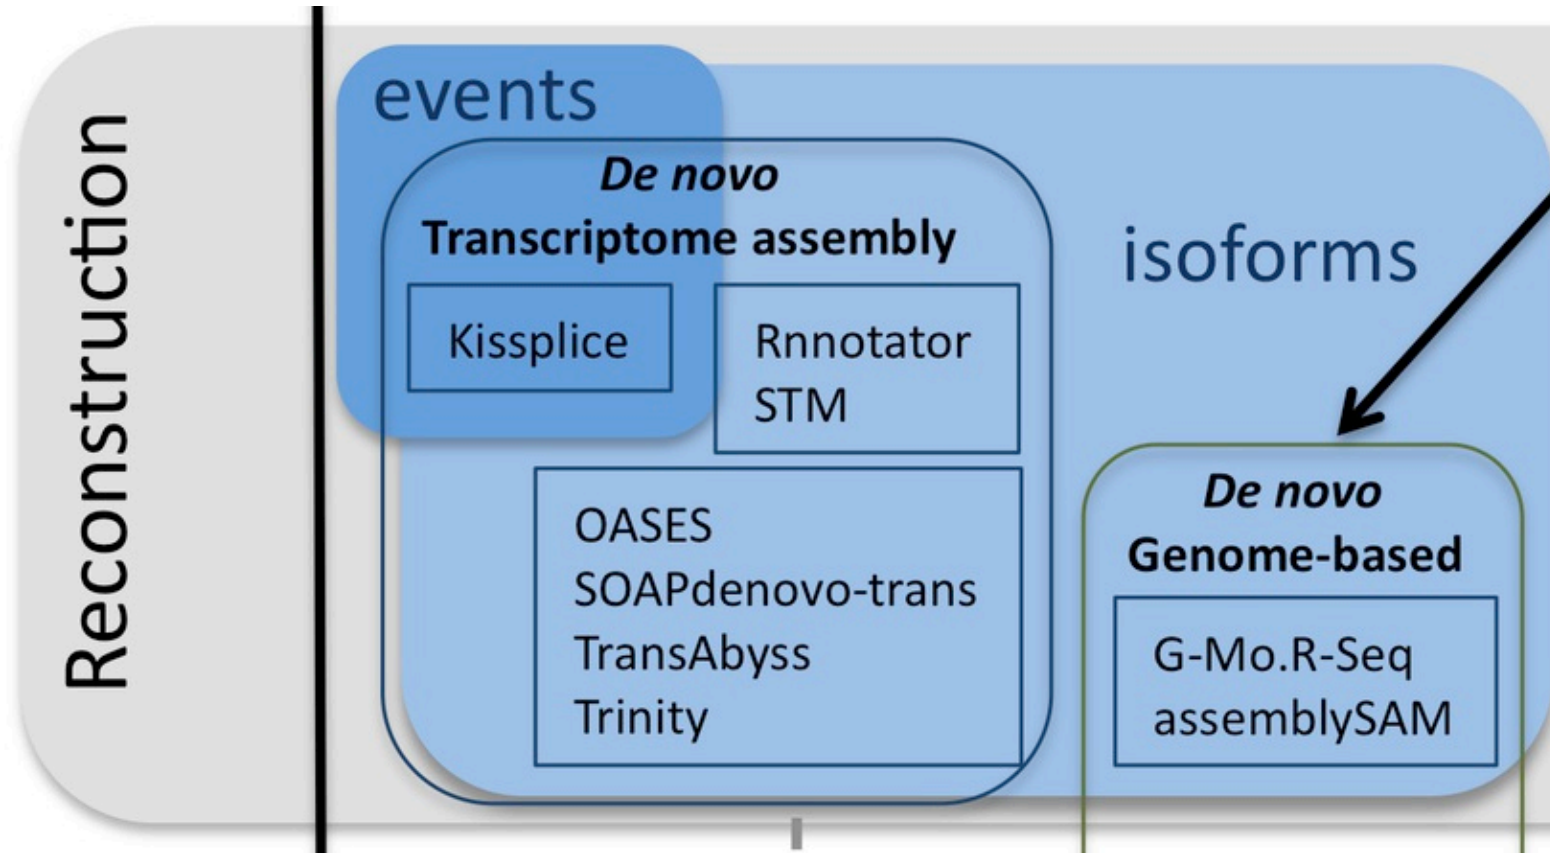 Reconstruction
events
De novo
Transcriptome assembly
Kissplice
Rnnotator
STM
OASES
SOAPdenovo-trans
TransAbyss
Trinity
isoforms
De novo
Genome-based
G-Mo.R-Seq
assemblySAM